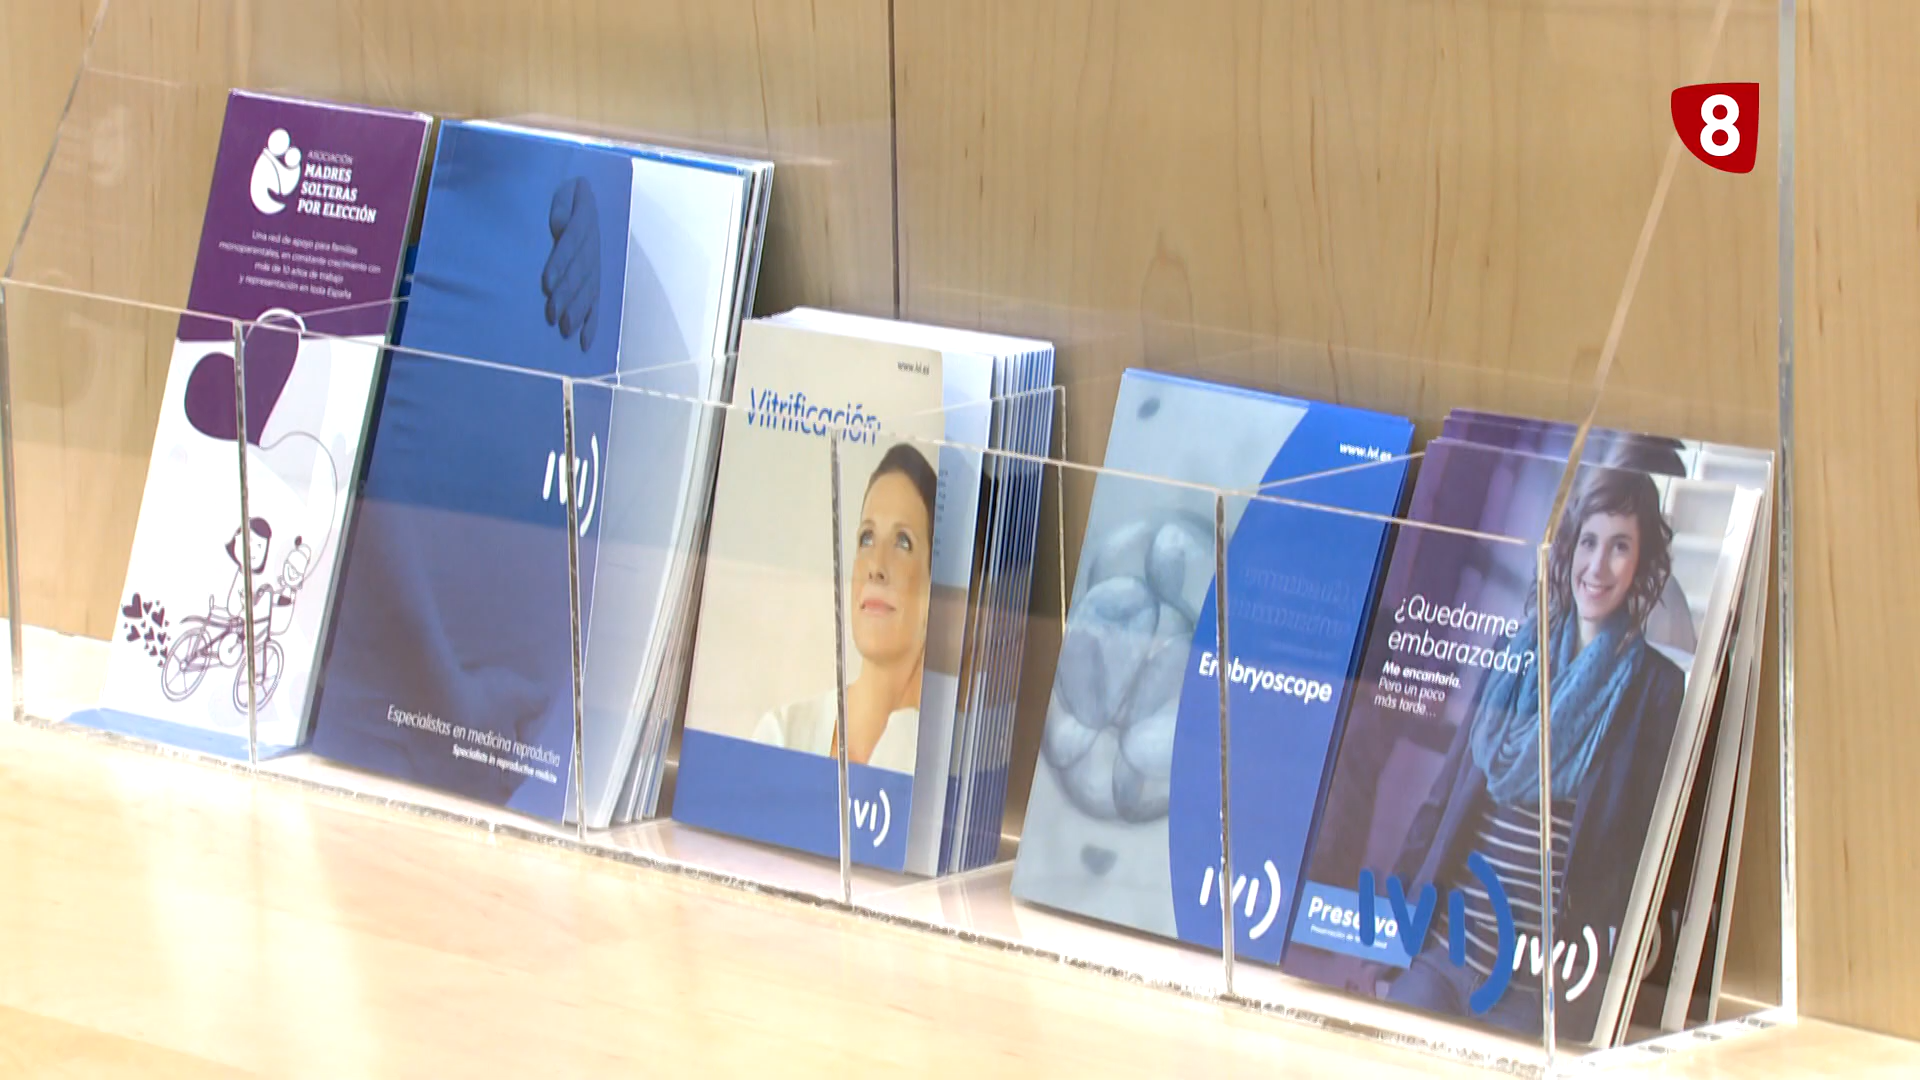 8
ASOCIACIÓN
MADRES
SOLTERAS
POR ELECCIÓN
Una red de apoyo para familias
monoparentales, en constante crecimiento con
más de 10 años de trabajo
y representación en toda España
IVI
Especialistas en medicina reproductiva
Specialists in reproductive medicine
www.ivi.es
Vitrificación
IVI
www.ivi.es
Embryoscope
IVI
¿Quedarme
embarazada?
Me encantaría.
Pero un poco
más tarde...
Preserva
IVI
IVI